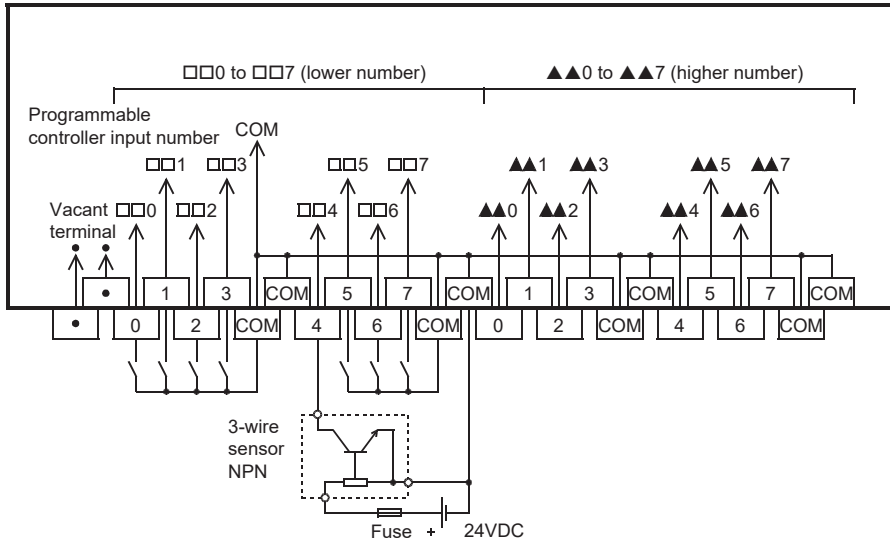 □□0 to □□7 (lower number) ▲▲0 to ▲▲7 (higher number)
Programmable
controller input number
COM
□□1 □□3 □□5 □□7 ▲▲1 ▲▲3 ▲▲5 ▲▲7
Vacant
terminal
□□0 □□2 □□4 □□6 ▲▲0 ▲▲2 ▲▲4 ▲▲6
• •
• 1 3 COM 5 7 COM 1 3 COM 5 7 COM
• 0 2 COM 4 6 COM 0 2 COM 4 6 COM
3-wire
sensor
NPN
Fuse + 24VDC